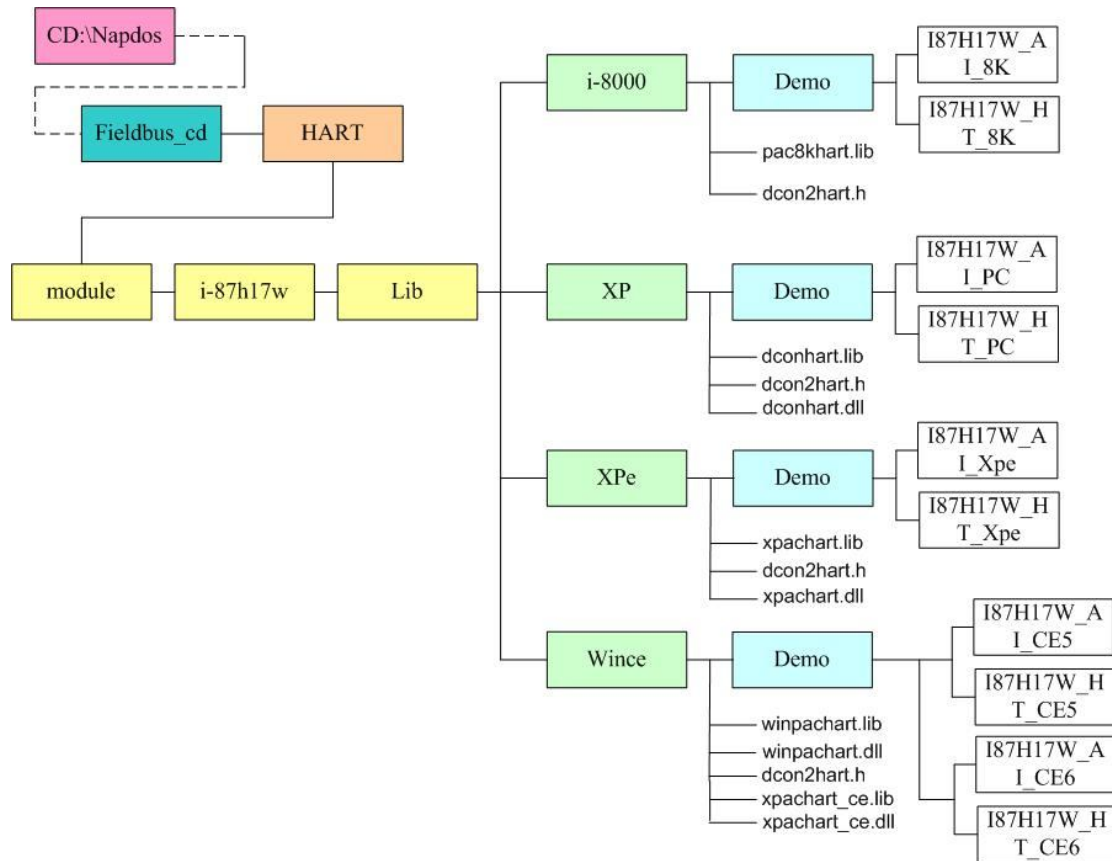 CD:\Napdos
Fieldbus_cd
HART
module
i-87h17w
Lib
i-8000
Demo
I87H17W_A
I_8K
I87H17W_H
T_8K
pac8khart.lib
dcon2hart.h
XP
Demo
I87H17W_A
I_PC
I87H17W_H
T_PC
dconhart.lib
dcon2hart.h
dconhart.dll
XPe
Demo
I87H17W_A
I_Xpe
I87H17W_H
T_Xpe
xpachart.lib
dcon2hart.h
xpachart.dll
Wince
Demo
I87H17W_A
I_CE5
I87H17W_H
T_CE5
I87H17W_A
I_CE6
I87H17W_H
T_CE6
winpachart.lib
winpachart.dll
dcon2hart.h
xpachart_ce.lib
xpachart_ce.dll